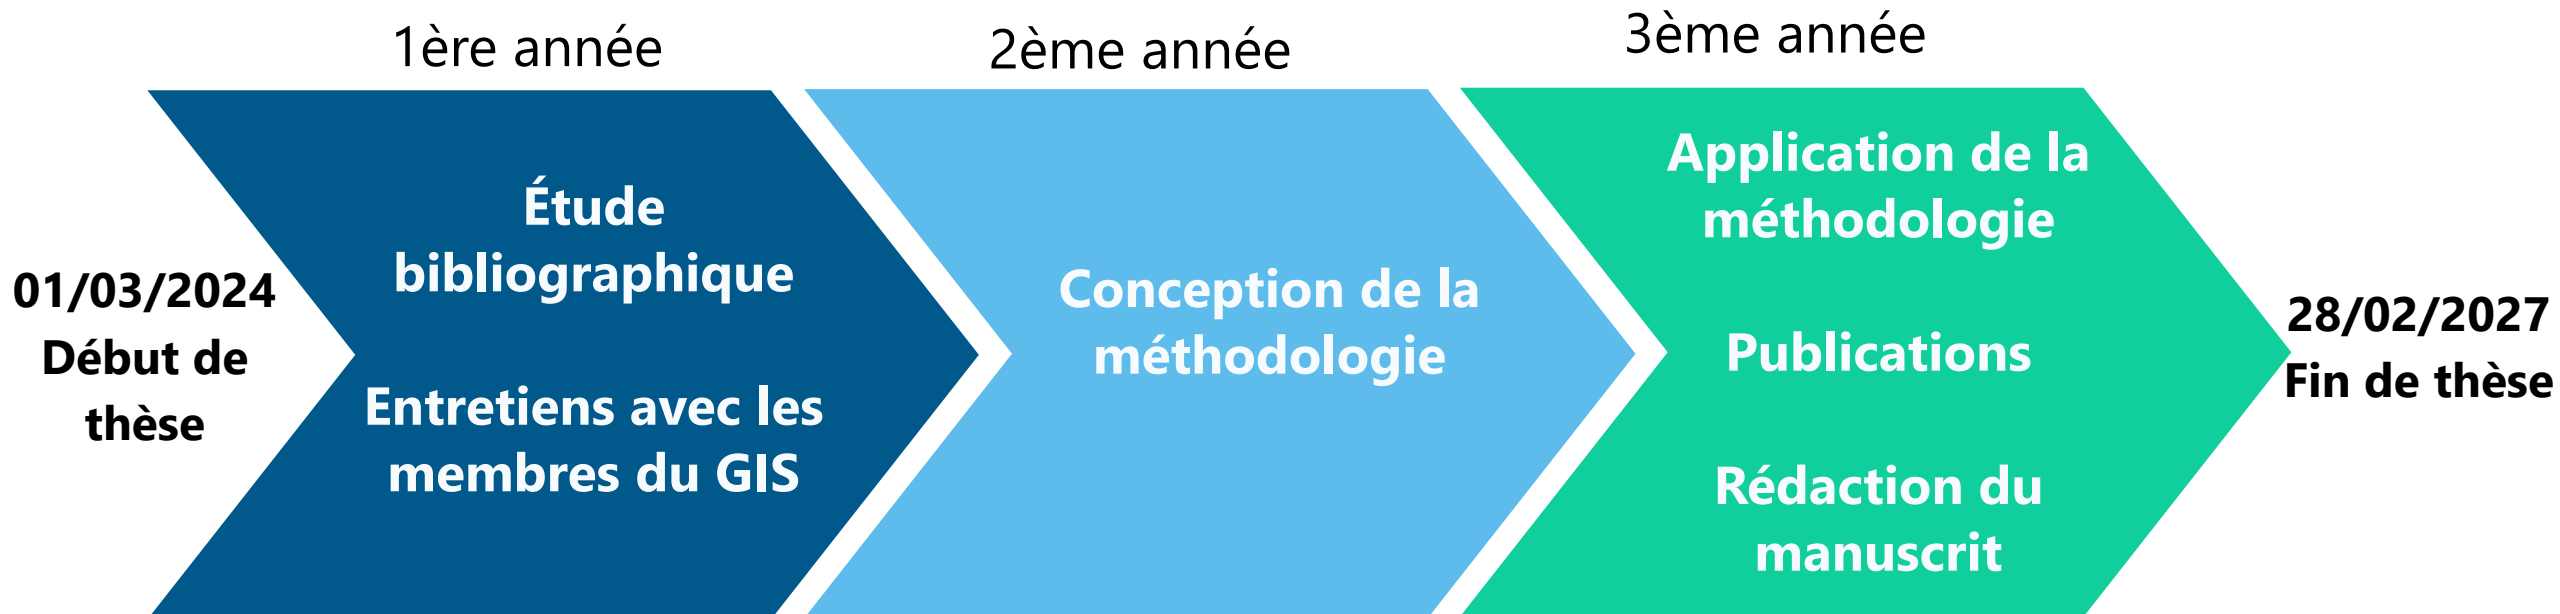 1ère année
2ème année
3ème année
01/03/2024
Début de
thèse
Étude
bibliographique
Entretiens avec les
membres du GIS
Conception de la
méthodologie
Application de la
méthodologie
Publications
Rédaction du
manuscrit
28/02/2027
Fin de thèse